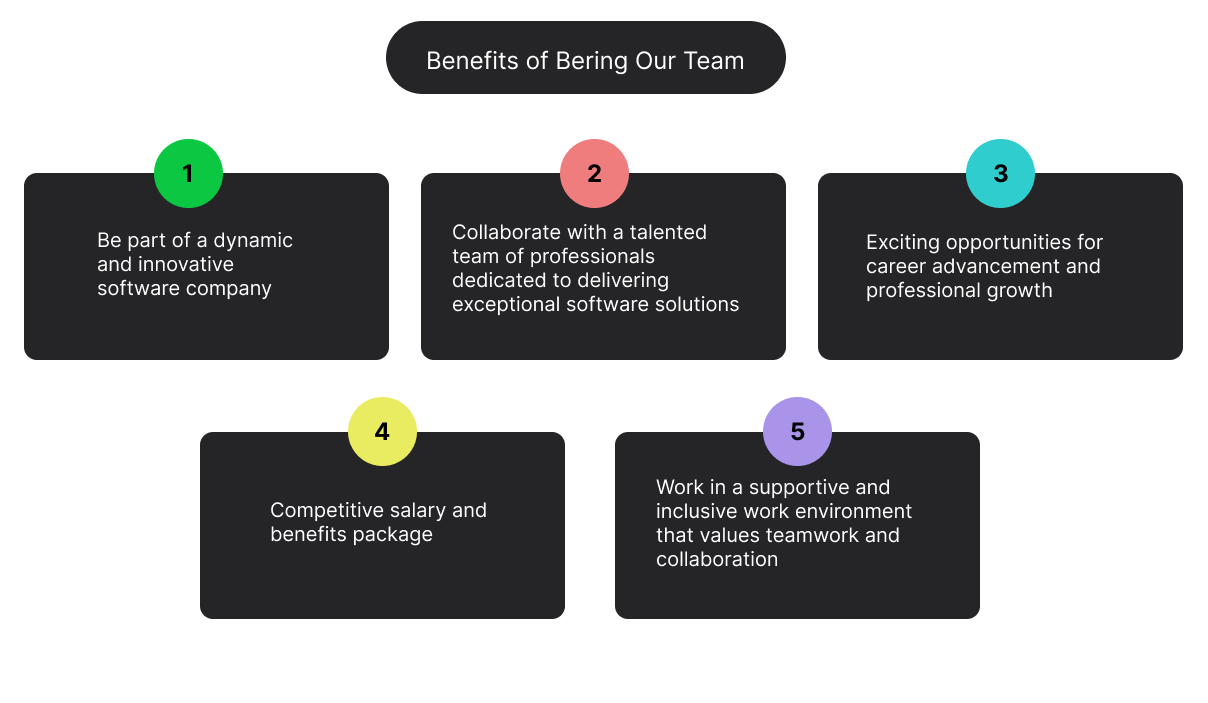 Benefits of Bering Our Team
1
Be part of a dynamic
and innovative
software company
2
Collaborate with a talented
team of professionals
dedicated to delivering
exceptional software solutions
3
Exciting opportunities for
career advancement and
professional growth
4
Competitive salary and
benefits package
5
Work in a supportive and
inclusive work environment
that values teamwork and
collaboration